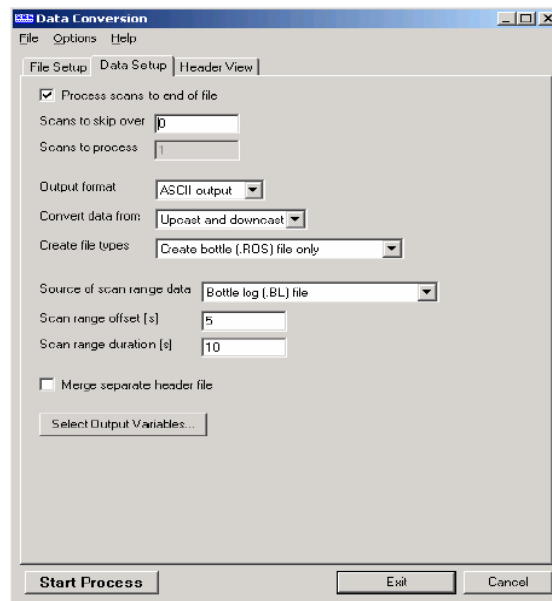 Data Conversion
File Options Help
File Setup Data Setup Header View
Process scans to end of file
Scans to skip over 0
Scans to process 1
Output format ASCII output
Convert data from Upcast and downcast
Create file types Create bottle (.ROS) file only
Source of scan range data Bottle log (.BL) file
Scan range offset [s] 5
Scan range duration [s] 10
Merge separate header file
Select Output Variables...
Start Process Exit Cancel